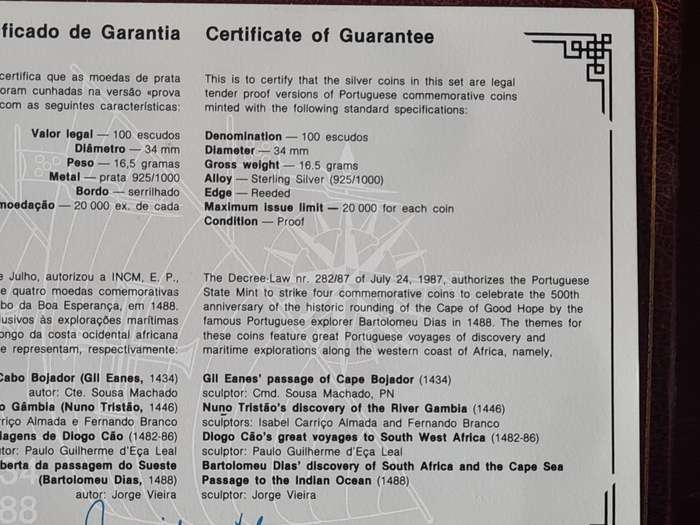 ficado de Garantia
certifica que as moedas de prata
oram cunhadas na versão «prova
com as seguintes características:
Valor legal — 100 escudos
Diâmetro — 34 mm
Peso — 16,5 gramas
Metal — prata 925/1000
Bordo — serrilhado
moedação — 20 000 ex. de cada
e Julho, autorizou a INCM, E. P.,
e quatro moedas comemorativas
bo da Boa Esperança, em 1488.
lusivos às explorações marítimas
ongo da costa ocidental africana
e representam, respectivamente:
Cabo Bojador (Gil Eanes, 1434)
autor: Cte. Sousa Machado
o Gâmbia (Nuno Tristão, 1446)
rriço Almada e Fernando Branco
iagens de Diogo Cão (1482-86)
tor: Paulo Guilherme d'Eça Leal
berta da passagem do Sueste
(Bartolomeu Dias, 1488)
autor: Jorge Vieira
88
Certificate of Guarantee
This is to certify that the silver coins in this set are legal
tender proof versions of Portuguese commemorative coins
minted with the following standard specifications:
Denomination — 100 escudos
Diameter — 34 mm
Gross weight — 16.5 grams
Alloy — Sterling Silver (925/1000)
Edge — Reeded
Maximum issue limit — 20 000 for each coin
Condition — Proof
The Decree-Law nr. 282/87 of July 24, 1987, authorizes the Portuguese
State Mint to strike four commemorative coins to celebrate the 500th
anniversary of the historic rounding of the Cape of Good Hope by the
famous Portuguese explorer Bartolomeu Dias in 1488. The themes for
these coins feature great Portuguese voyages of discovery and
maritime explorations along the western coast of Africa, namely,
Gil Eanes' passage of Cape Bojador (1434)
sculptor: Cmd. Sousa Machado, PN
Nuno Tristão's discovery of the River Gambia (1446)
sculptors: Isabel Carriço Almada and Fernando Branco
Diogo Cão's great voyages to South West Africa (1482-86)
sculptor: Paulo Guilherme d'Eça Leal
Bartolomeu Dias' discovery of South Africa and the Cape Sea
Passage to the Indian Ocean (1488)
sculptor: Jorge Vieira